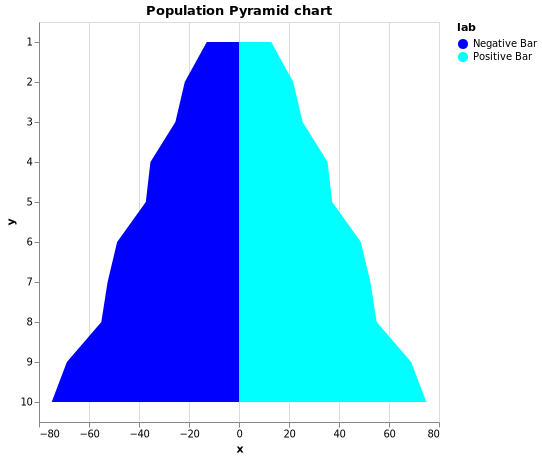 Population Pyramid chart
lab
Negative Bar
Positive Bar
y
1
2
3
4
5
6
7
8
9
10
−80 −60 −40 −20 0 20 40 60 80
x